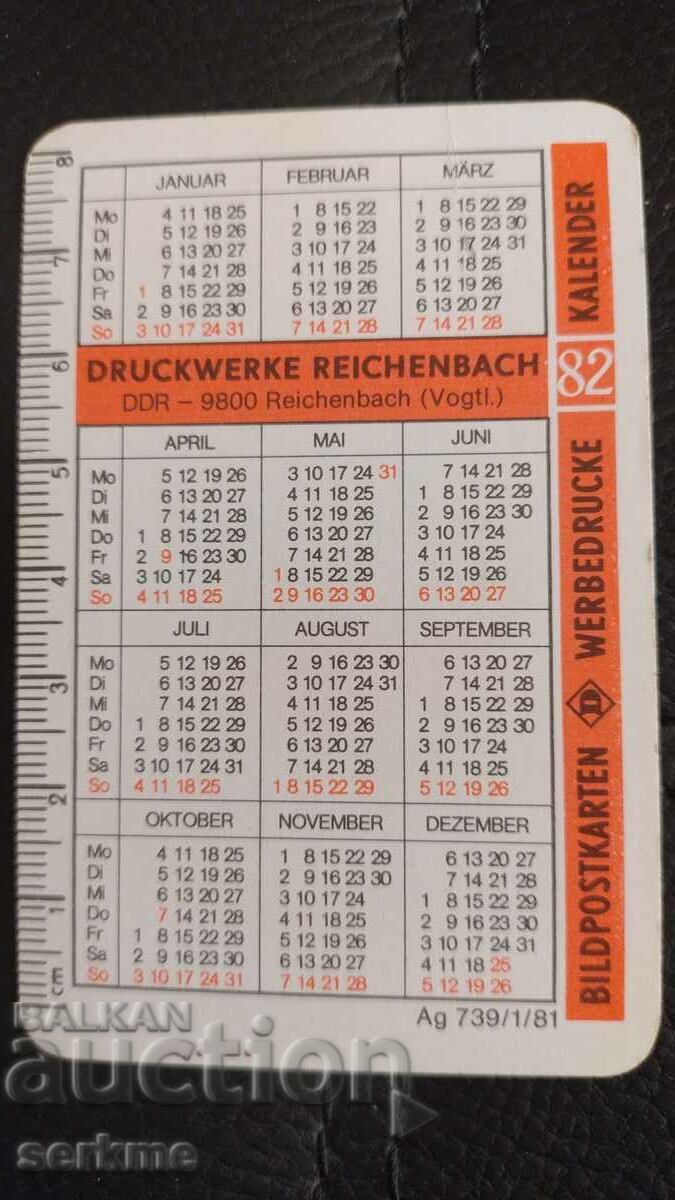 JANUAR FEBRUAR MÄRZ
Mo 4 11 18 25 1 8 15 22 1 8 15 22 29
Di 5 12 19 26 2 9 16 23 2 9 16 23 30
Mi 6 13 20 27 3 10 17 24 3 10 17 24 31
Do 7 14 21 28 4 11 18 25 4 11 18 25
Fr 1 8 15 22 29 5 12 19 26 5 12 19 26
Sa 2 9 16 23 30 6 13 20 27 6 13 20 27
So 3 10 17 24 31 7 14 21 28 7 14 21 28
DRUCKWERKE REICHENBACH
DDR – 9800 Reichenbach (Vogtl.)
APRIL MAI JUNI
Mo 5 12 19 26 3 10 17 24 31 7 14 21 28
Di 6 13 20 27 4 11 18 25 1 8 15 22 29
Mi 7 14 21 28 5 12 19 26 2 9 16 23 30
Do 1 8 15 22 29 6 13 20 27 3 10 17 24
Fr 2 9 16 23 30 7 14 21 28 4 11 18 25
Sa 3 10 17 24 1 8 15 22 29 5 12 19 26
So 4 11 18 25 2 9 16 23 30 6 13 20 27
JULI AUGUST SEPTEMBER
Mo 5 12 19 26 2 9 16 23 30 6 13 20 27
Di 6 13 20 27 3 10 17 24 31 7 14 21 28
Mi 7 14 21 28 4 11 18 25 1 8 15 22 29
Do 1 8 15 22 29 5 12 19 26 2 9 16 23 30
Fr 2 9 16 23 30 6 13 20 27 3 10 17 24
Sa 3 10 17 24 31 7 14 21 28 4 11 18 25
So 4 11 18 25 1 8 15 22 29 5 12 19 26
OKTOBER NOVEMBER DEZEMBER
Mo 4 11 18 25 1 8 15 22 29 6 13 20 27
Di 5 12 19 26 2 9 16 23 30 7 14 21 28
Mi 6 13 20 27 3 10 17 24 1 8 15 22 29
Do 7 14 21 28 4 11 18 25 2 9 16 23 30
Fr 1 8 15 22 29 5 12 19 26 3 10 17 24 31
Sa 2 9 16 23 30 6 13 20 27 4 11 18 25
So 3 10 17 24 31 7 14 21 28 5 12 19 26
Ag 739/1/81
BILDPOSTKARTEN D WERBEDRUCKE 82 KALENDER
cm 1 2 3 4 5 6 7 8
BALKAN
auction
serkme